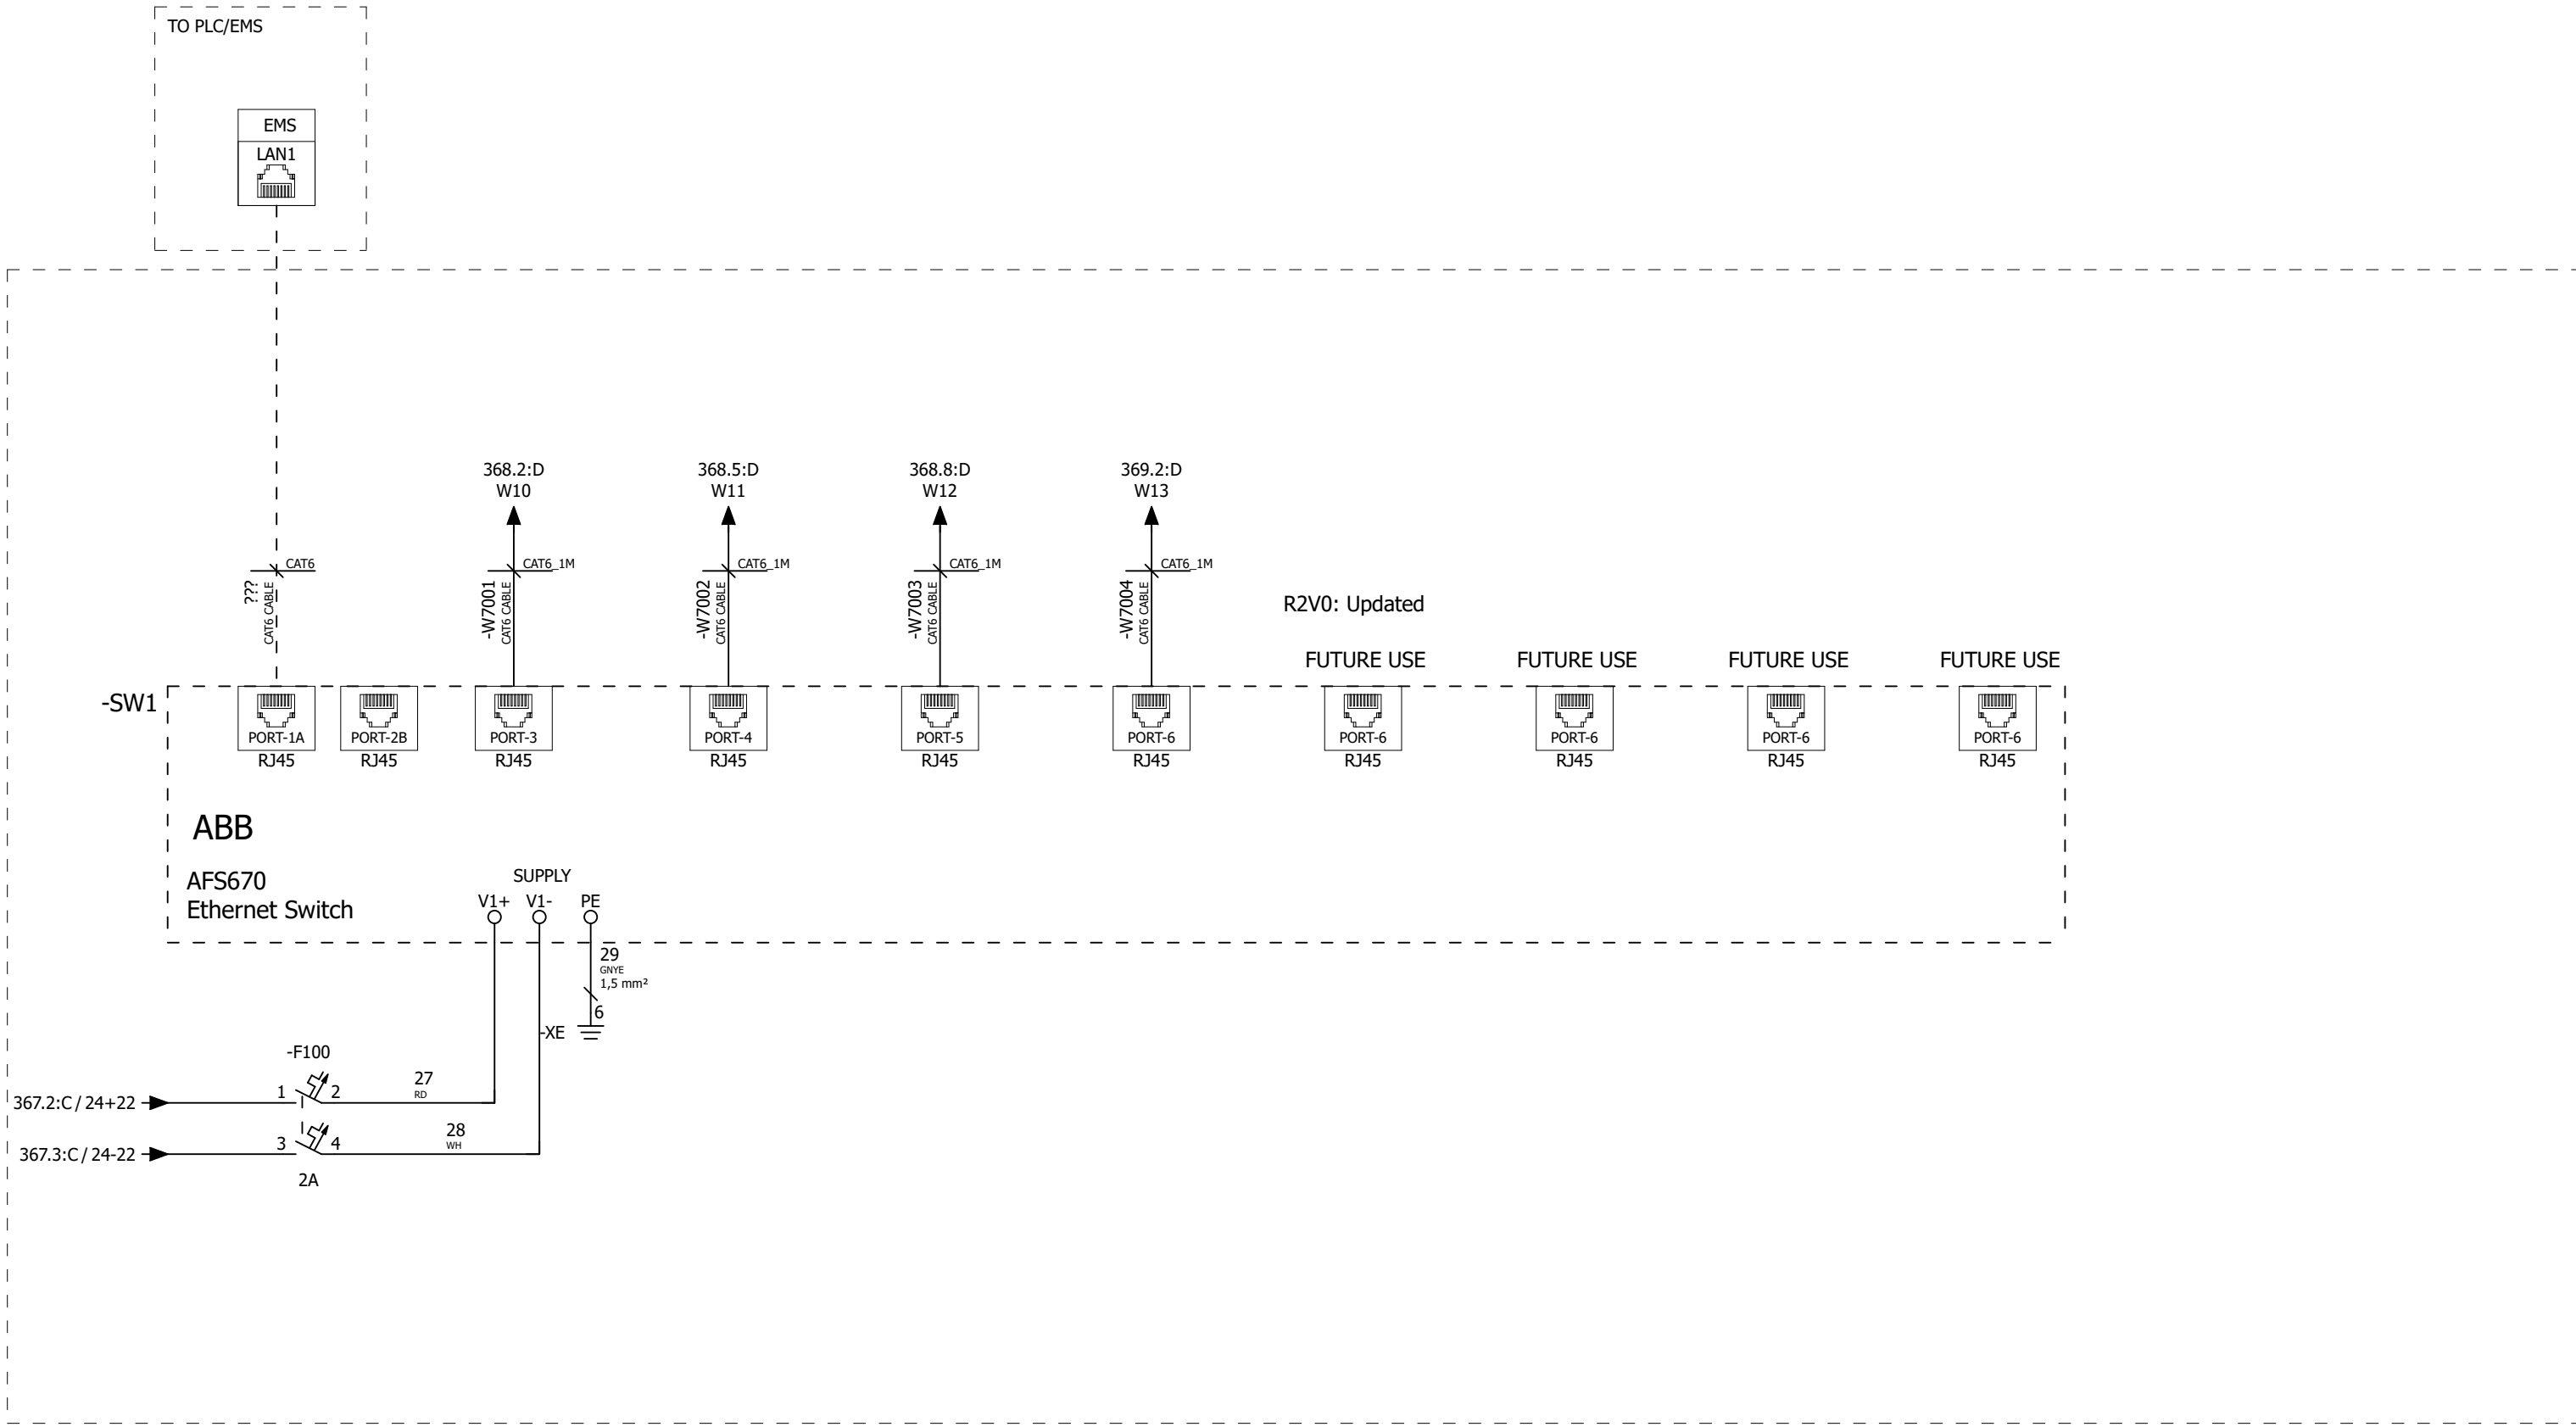 TO PLC/EMS
EMS
LAN1
368.2:D
W10
368.5:D
W11
368.8:D
W12
369.2:D
W13
CAT6
CAT6_1M
CAT6_1M
CAT6_1M
CAT6_1M
???
CAT6 CABLE
-W7001
CAT6 CABLE
-W7002
CAT6 CABLE
-W7003
CAT6 CABLE
-W7004
CAT6 CABLE
R2V0: Updated
FUTURE USE
FUTURE USE
FUTURE USE
FUTURE USE
-SW1
PORT-1A
RJ45
PORT-2B
RJ45
PORT-3
RJ45
PORT-4
RJ45
PORT-5
RJ45
PORT-6
RJ45
PORT-6
RJ45
PORT-6
RJ45
PORT-6
RJ45
PORT-6
RJ45
ABB
AFS670
Ethernet Switch
SUPPLY
V1+ V1- PE
29
GNYE
1,5 mm²
6
-XE
-F100
367.2:C / 24+22
1 2
27
RD
367.3:C / 24-22
3 4
28
WH
2A